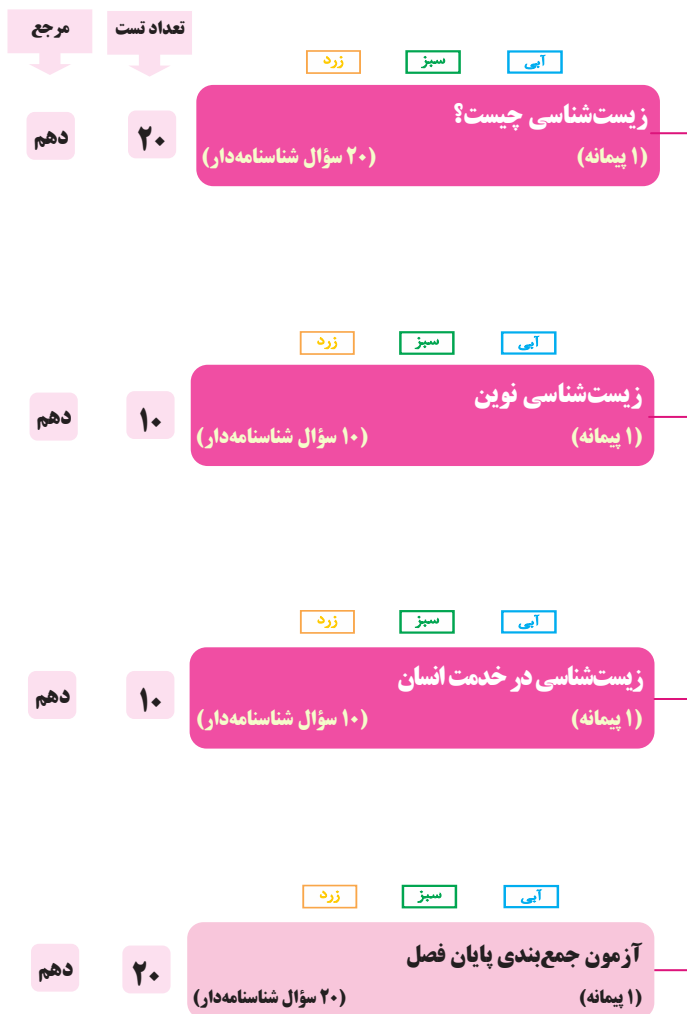 تعداد تست مرجع
آبی سبز زرد
زیست‌شناسی چیست؟
(۱ پیمانه) (۲۰ سؤال شناسنامه‌دار)
۲۰ دهم
آبی سبز زرد
زیست‌شناسی نوین
(۱ پیمانه) (۱۰ سؤال شناسنامه‌دار)
۱۰ دهم
آبی سبز زرد
زیست‌شناسی در خدمت انسان
(۱ پیمانه) (۱۰ سؤال شناسنامه‌دار)
۱۰ دهم
آبی سبز زرد
آزمون جمع‌بندی پایان فصل
(۱ پیمانه) (۲۰ سؤال شناسنامه‌دار)
۲۰ دهم